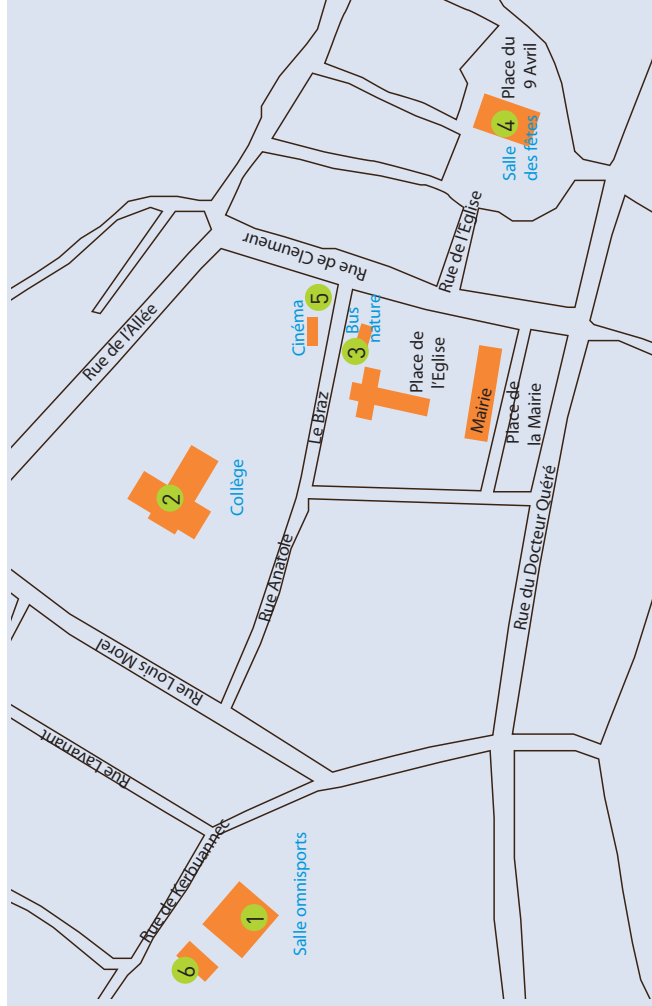 Rue Lavanant
Rue de l'Allée
Rue Louis Morel
2
Collège
Rue de Kerbuannec
6
1
Salle omnisports
Rue Anatole
Le Braz
Cinéma
5
Rue de Cleumeur
3
Bus
nature
Place de
l'Eglise
Rue de l'Eglise
Mairie
Place de
la Mairie
4
Salle
des fêtes
Place du
9 Avril
Rue du Docteur Quéré